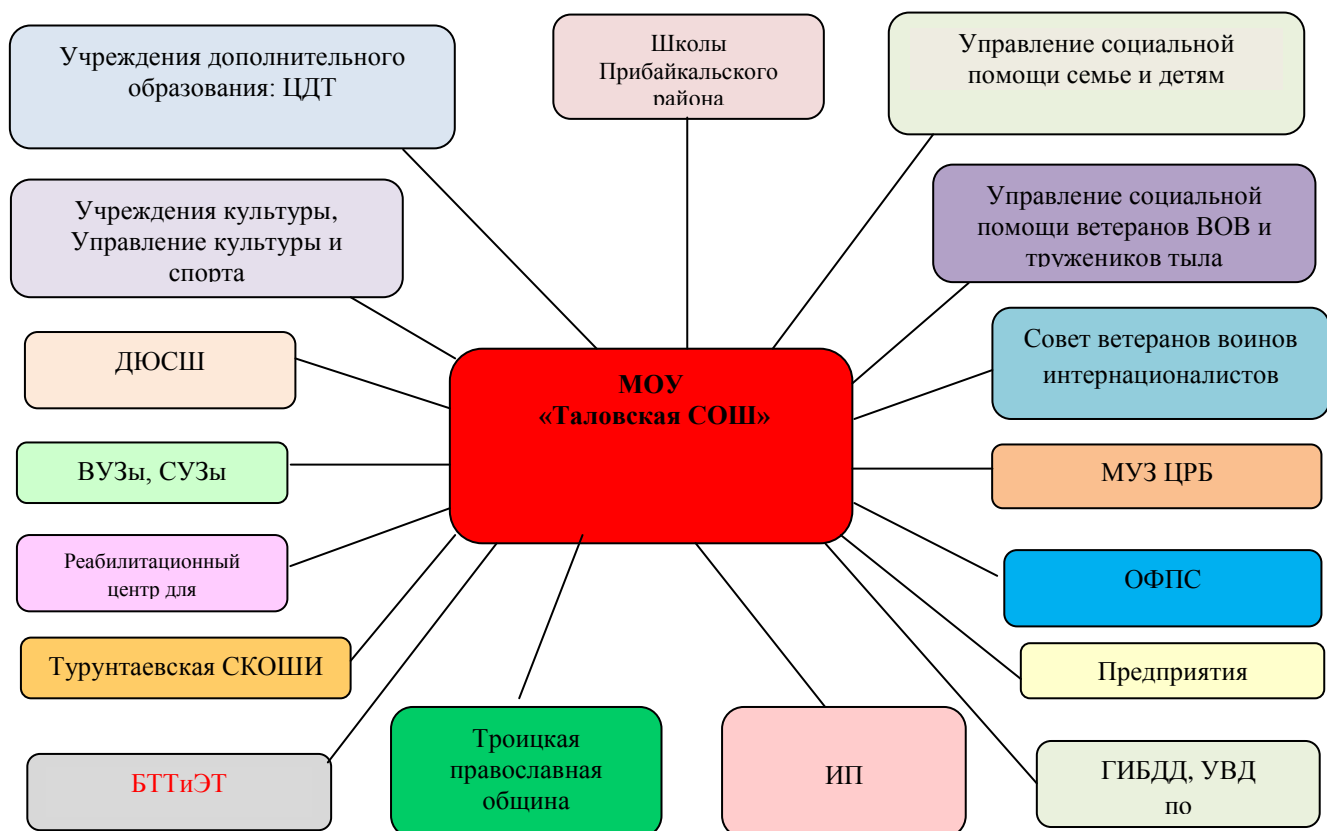 Учреждения дополнительного
образования: ЦДТ
Школы
Прибайкальского
района
Управление социальной
помощи семье и детям
Учреждения культуры,
Управление культуры и
спорта
Управление социальной
помощи ветеранов ВОВ и
тружеников тыла
ДЮСШ
МОУ
«Таловская СОШ»
Совет ветеранов воинов
интернационалистов
ВУЗы, СУЗы
МУЗ ЦРБ
Реабилитационный
центр для
ОФПС
Турунтаевская СКОШИ
Предприятия
БТТиЭТ
Троицкая
православная
община
ИП
ГИБДД, УВД
по